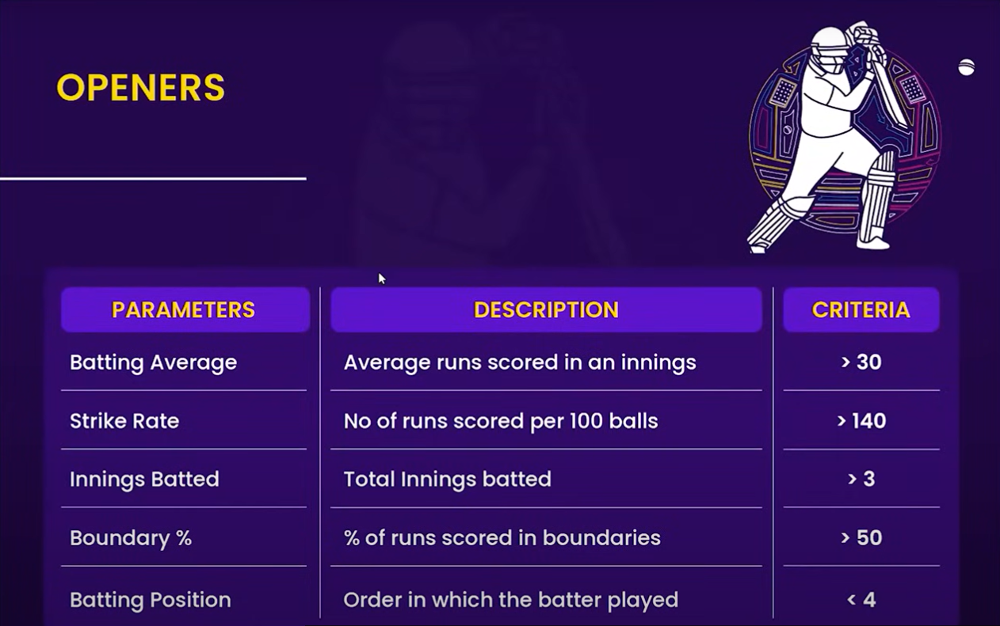 OPENERS
PARAMETERS DESCRIPTION CRITERIA
Batting Average Average runs scored in an innings > 30
Strike Rate No of runs scored per 100 balls > 140
Innings Batted Total Innings batted > 3
Boundary % % of runs scored in boundaries > 50
Batting Position Order in which the batter played < 4